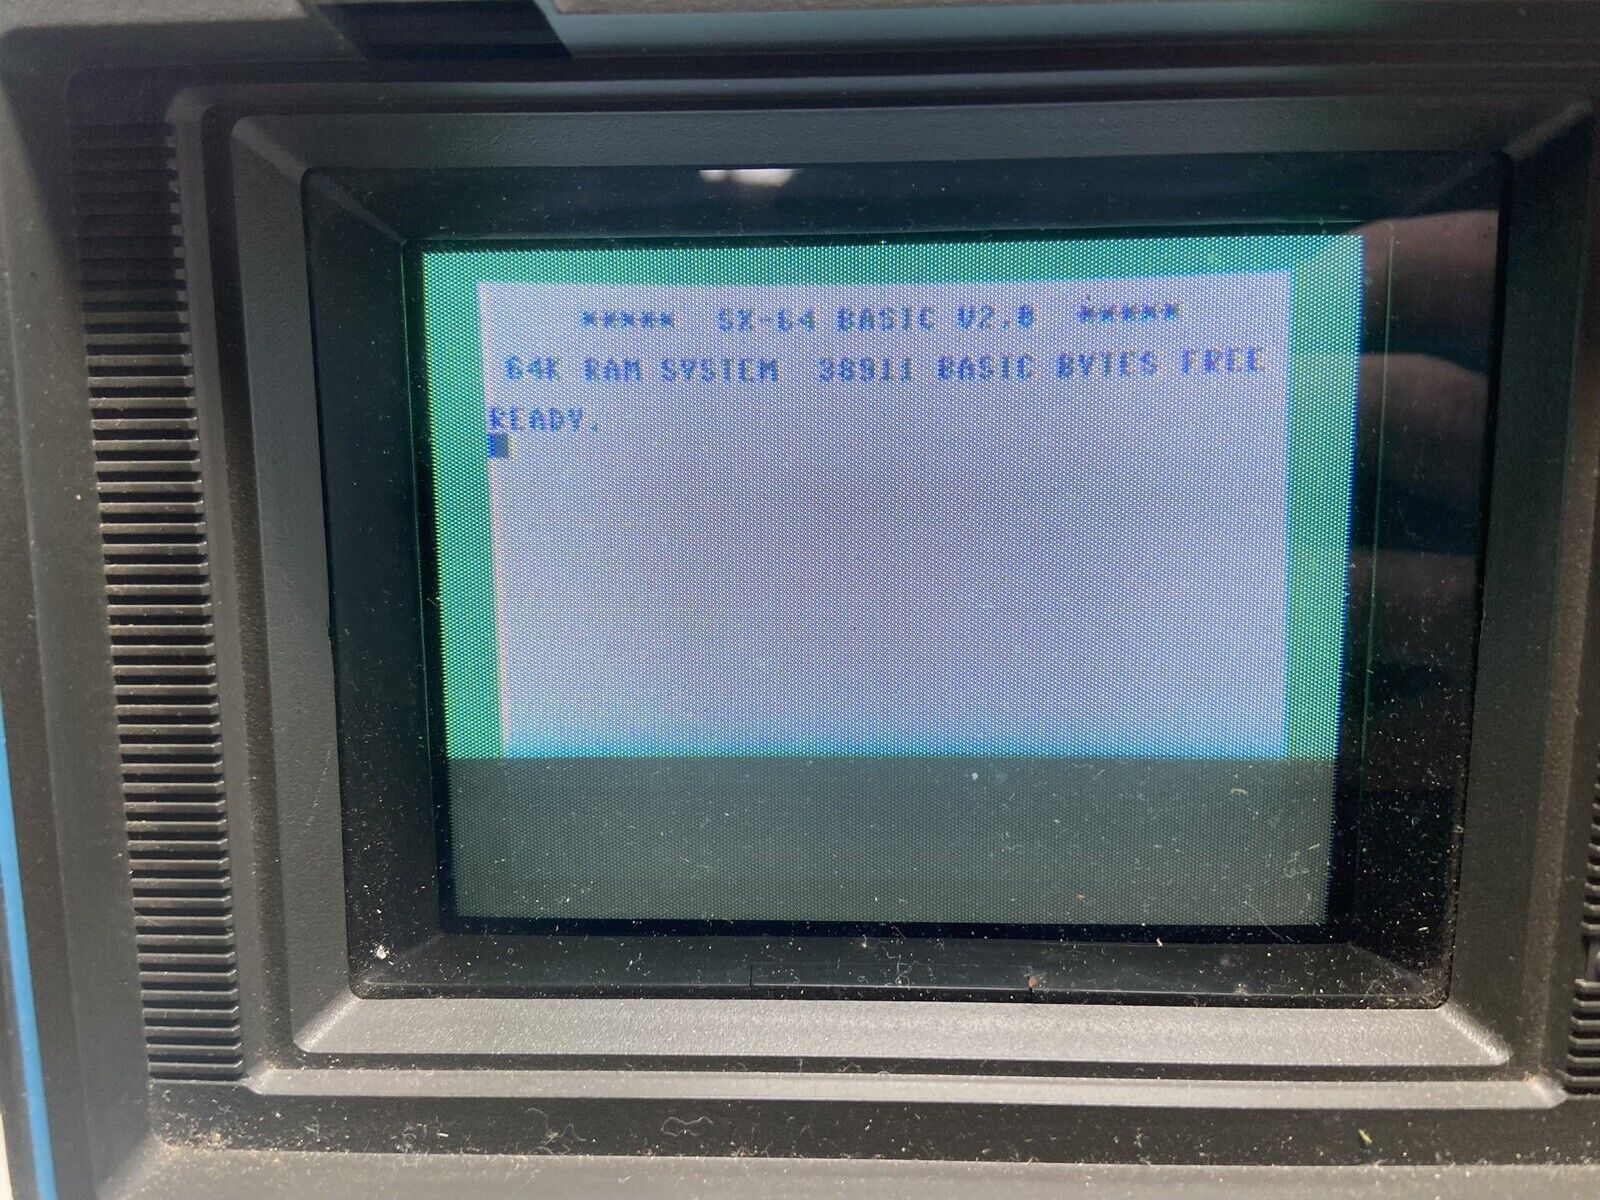 ***** SX-64 BASIC V2.0 *****
64K RAM SYSTEM 38911 BASIC BYTES FREE
READY.